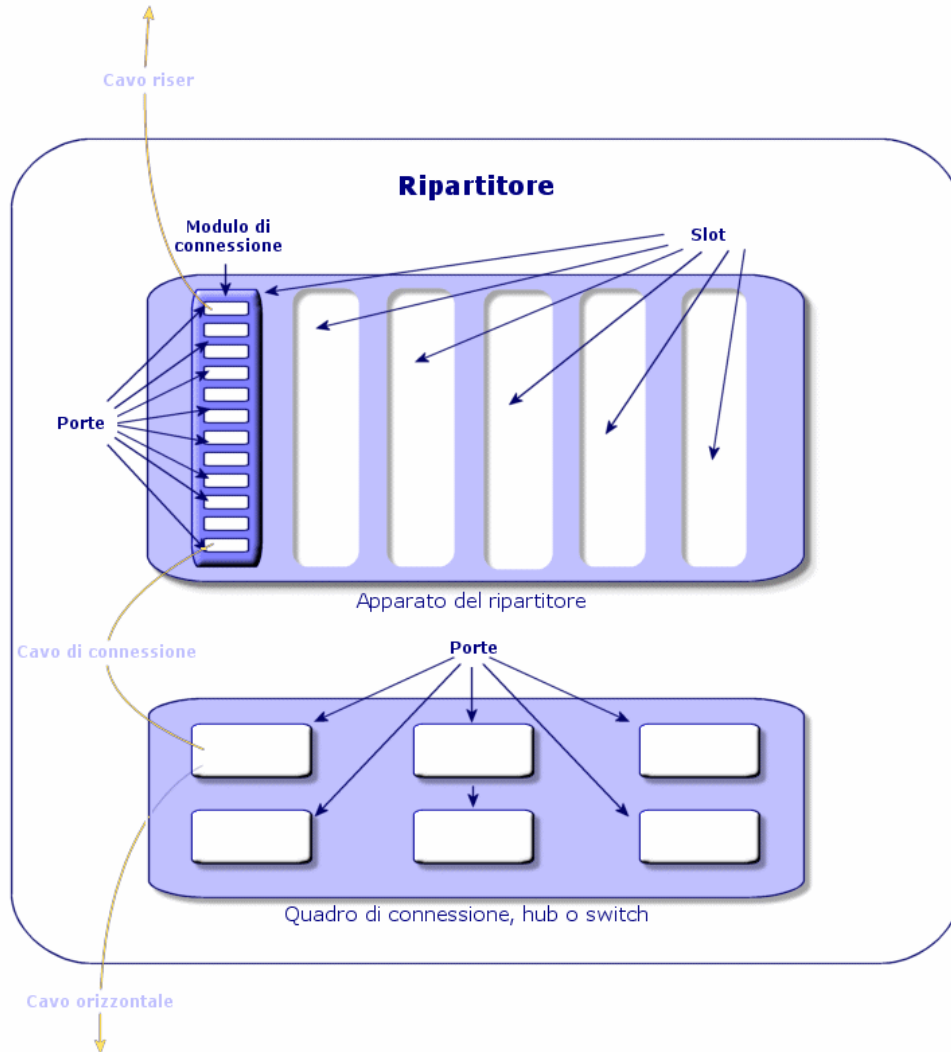 Cavo riser
Ripartitore
Modulo di
connessione
Slot
Porte
Apparato del ripartitore
Cavo di connessione
Porte
Quadro di connessione, hub o switch
Cavo orizzontale